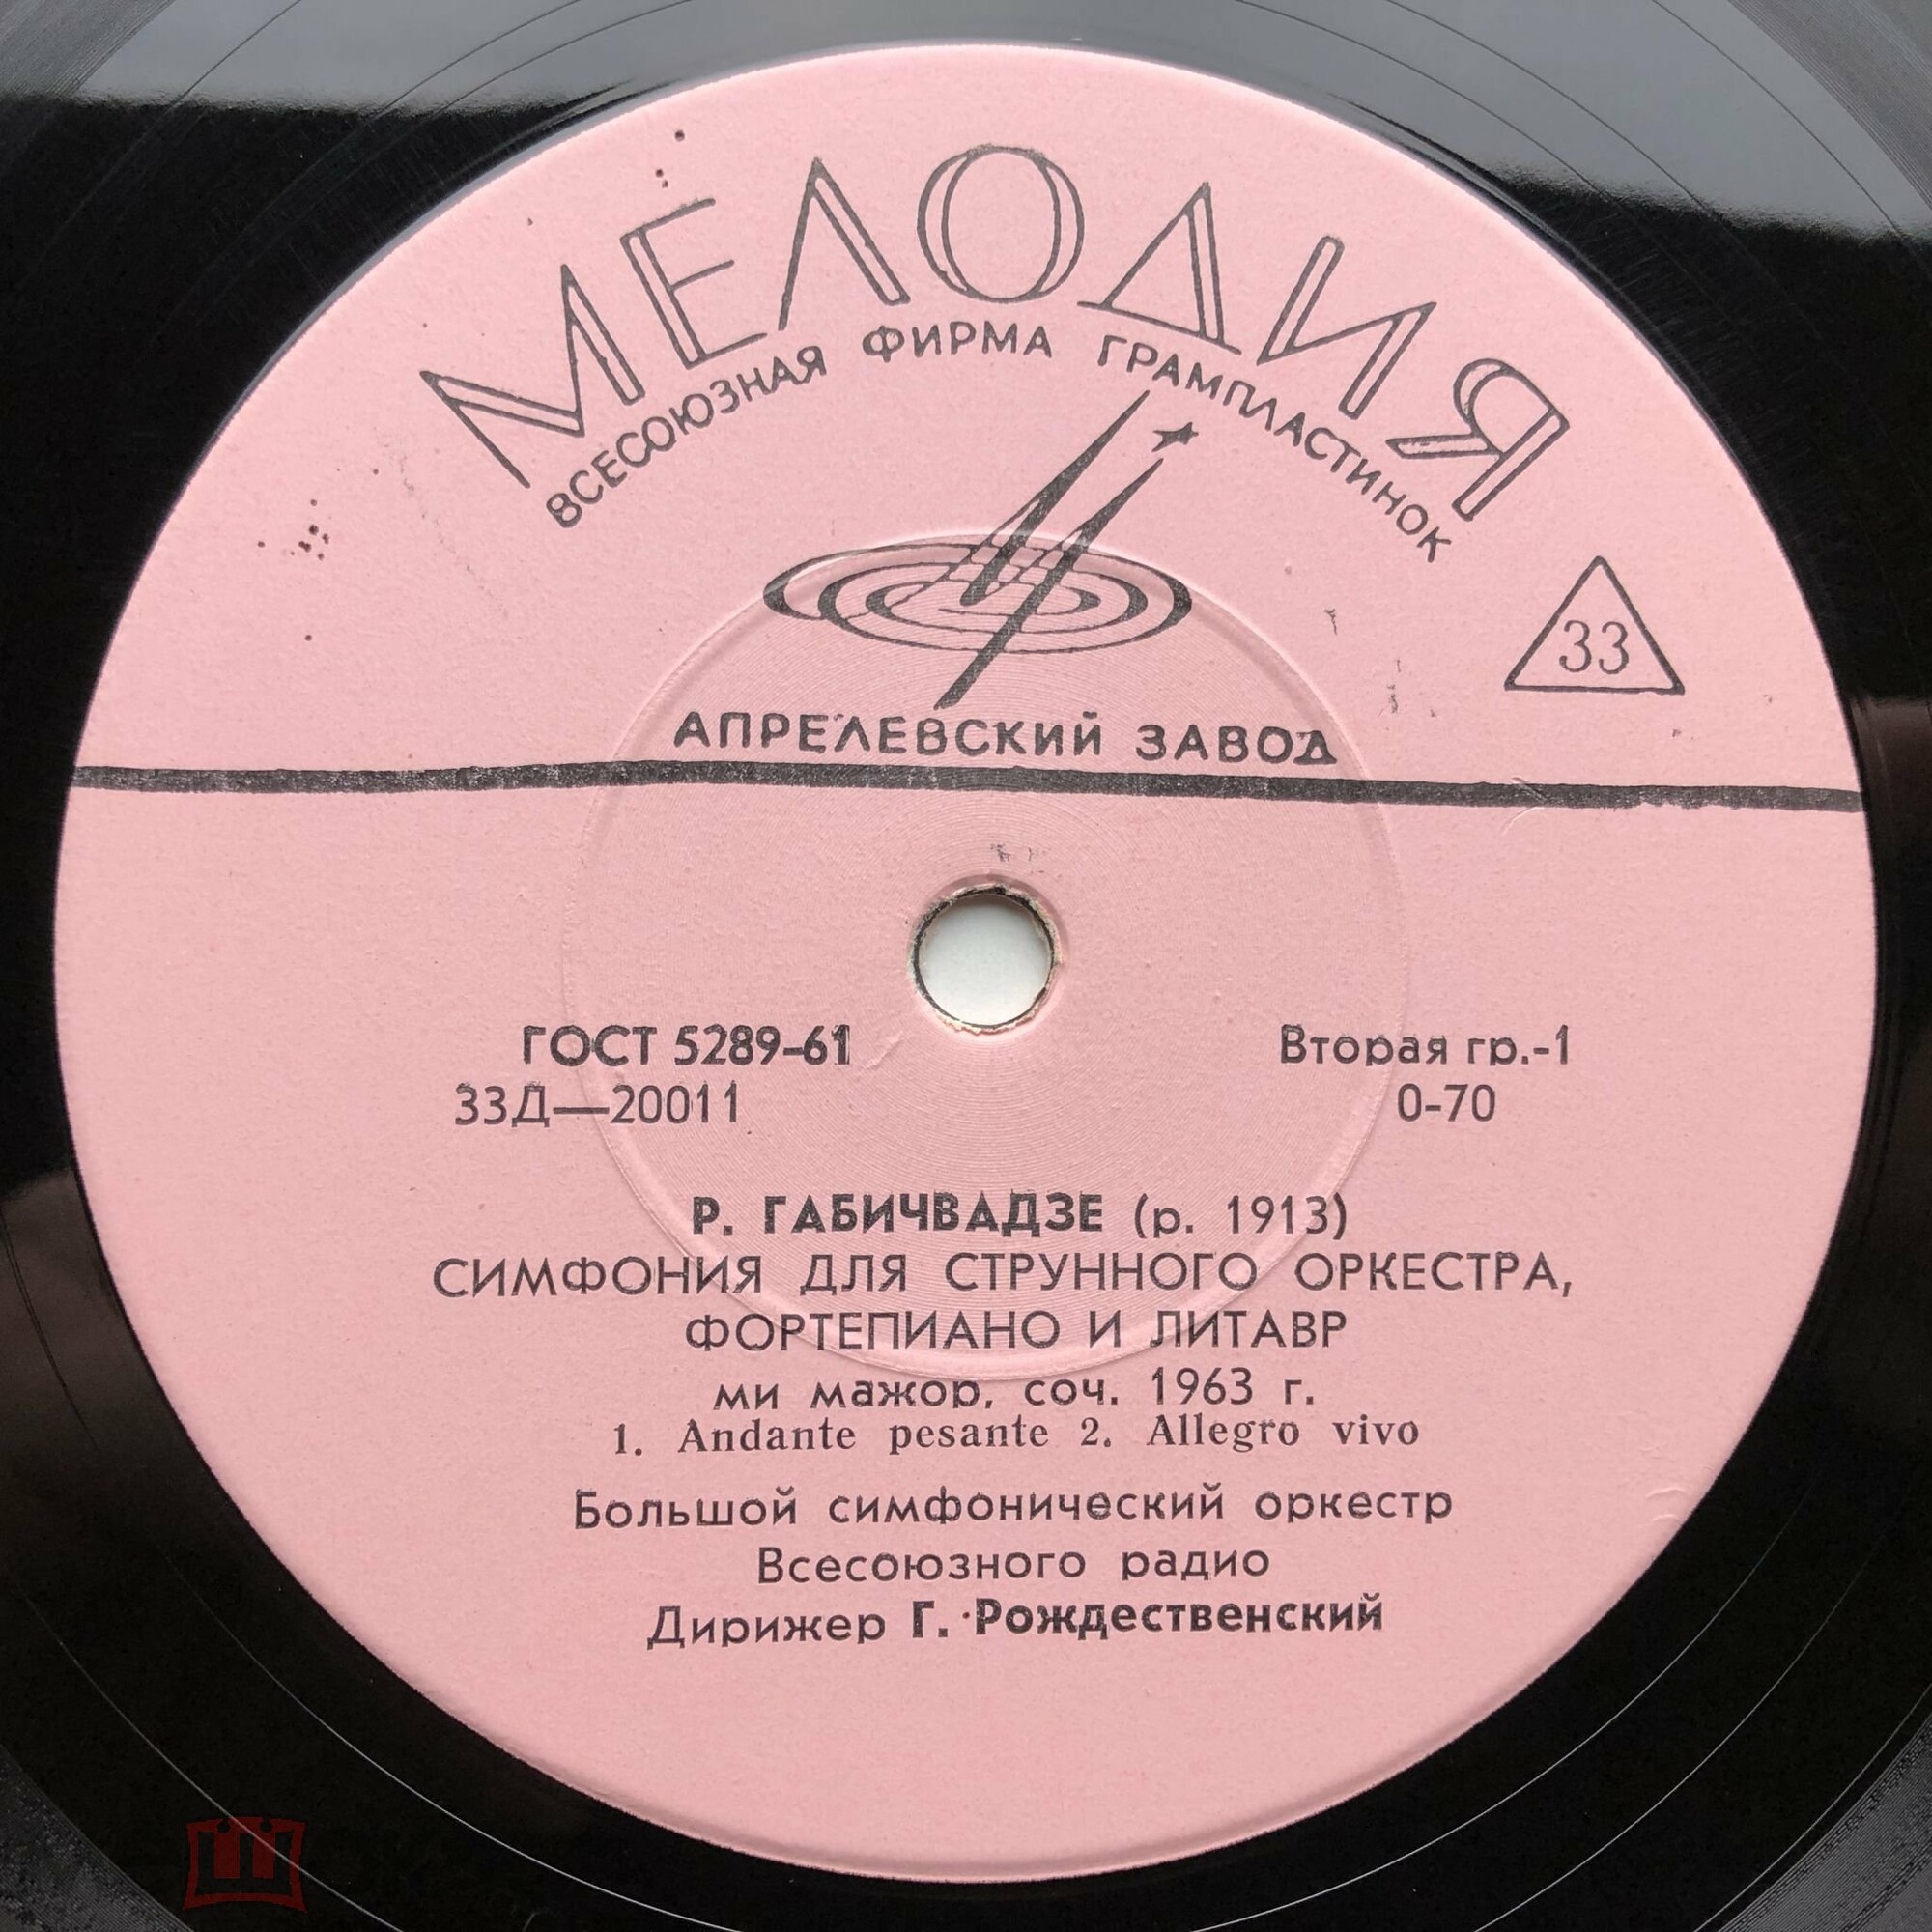 МЕЛОДИЯ
ВСЕСОЮЗНАЯ ФИРМА ГРАМПЛАСТИНОК
33
АПРЕЛЕВСКИЙ ЗАВОД
ГОСТ 5289-61
Вторая гр.-1
33Д—20011
0-70
Р. ГАБИЧВАДЗЕ (р. 1913)
СИМФОНИЯ ДЛЯ СТРУННОГО ОРКЕСТРА,
ФОРТЕПИАНО И ЛИТАВР
ми мажор, соч. 1963 г.
1. Andante pesante 2. Allegro vivo
Большой симфонический оркестр
Всесоюзного радио
Дирижер Г. Рождественский